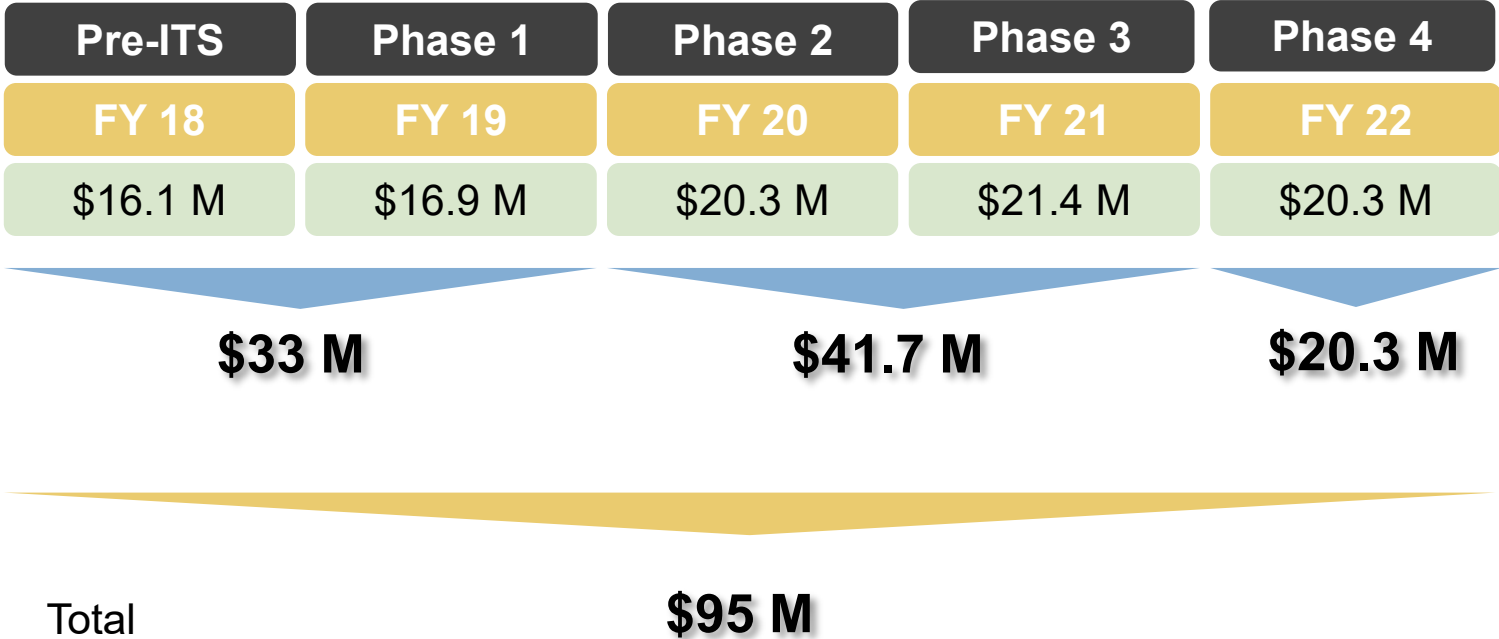 Pre-ITS Phase 1 Phase 2 Phase 3 Phase 4
FY 18 FY 19 FY 20 FY 21 FY 22
$16.1 M $16.9 M $20.3 M $21.4 M $20.3 M
$33 M $41.7 M $20.3 M
Total $95 M